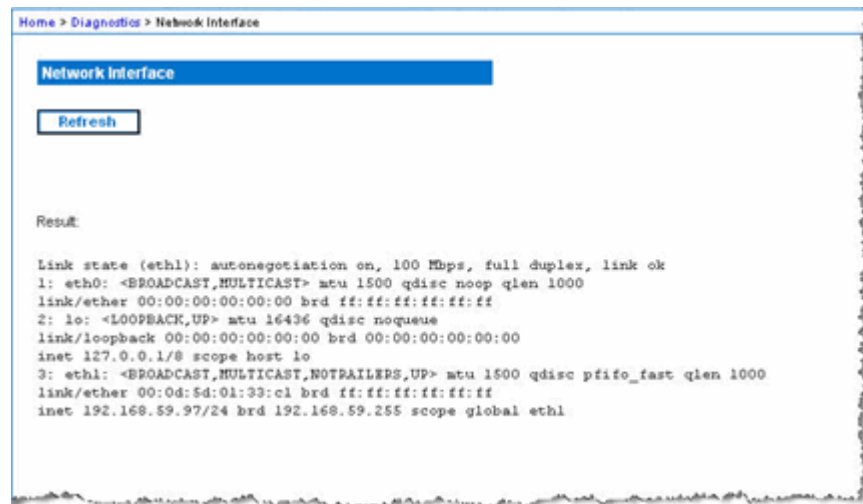 Home > Diagnostics > Network Interface
Network Interface
Refresh
Result:
Link state (eth1): autonegotiation on, 100 Mbps, full duplex, link ok
1: eth0: <BROADCAST,MULTICAST> mtu 1500 qdisc noop qlen 1000
link/ether 00:00:00:00:00:00 brd ff:ff:ff:ff:ff:ff
2: lo: <LOOPBACK,UP> mtu 16436 qdisc noqueue
link/loopback 00:00:00:00:00:00 brd 00:00:00:00:00:00
inet 127.0.0.1/8 scope host lo
3: eth1: <BROADCAST,MULTICAST,NOTRAILERS,UP> mtu 1500 qdisc pfifo_fast qlen 1000
link/ether 00:0d:5d:01:33:c1 brd ff:ff:ff:ff:ff:ff
inet 192.168.59.97/24 brd 192.168.59.255 scope global eth1